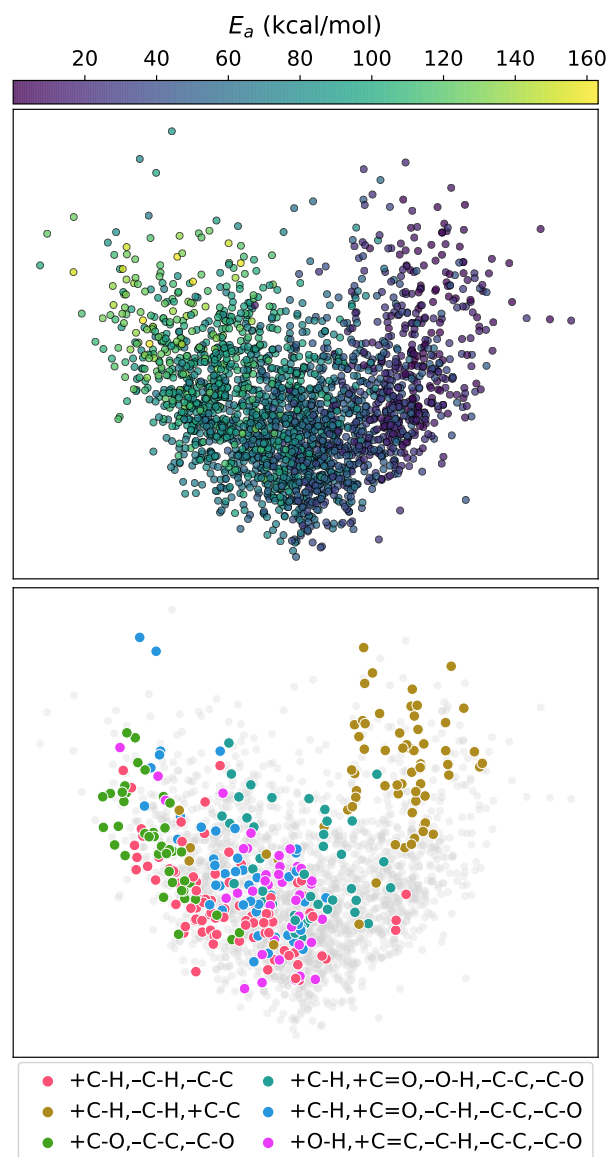 E_a (kcal/mol)
20 40 60 80 100 120 140 160
+C-H,–C-H,–C-C
+C-H,–C-H,+C-C
+C-O,–C-C,–C-O
+C-H,+C=O,–O-H,–C-C,–C-O
+C-H,+C=O,–C-H,–C-C,–C-O
+O-H,+C=C,–C-H,–C-C,–C-O